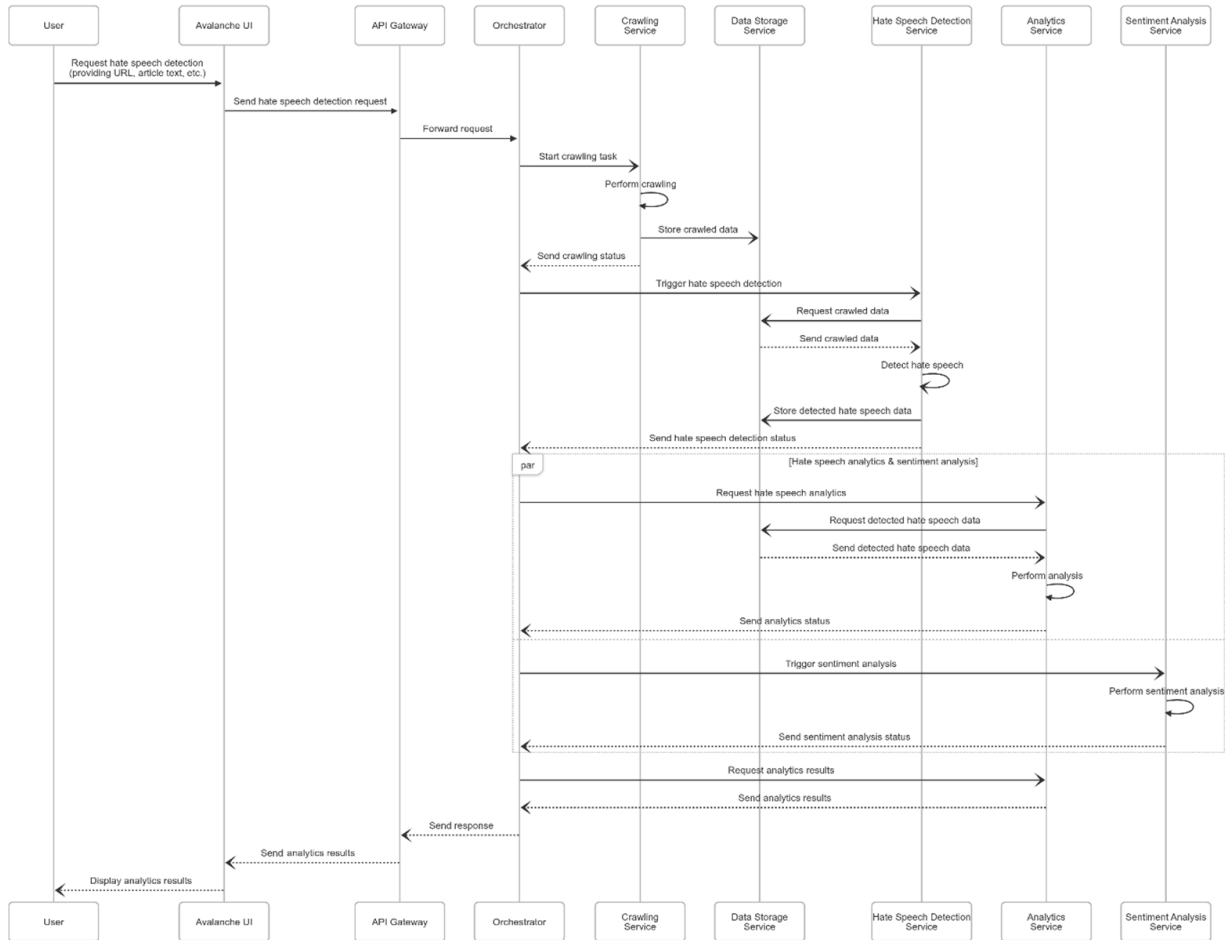 User
Avalanche UI
API Gateway
Orchestrator
Crawling
Service
Data Storage
Service
Hate Speech Detection
Service
Analytics
Service
Sentiment Analysis
Service
Request hate speech detection
(providing URL, article text, etc.)
Send hate speech detection request
Forward request
Start crawling task
Perform crawling
Store crawled data
Send crawling status
Trigger hate speech detection
Request crawled data
Send crawled data
Detect hate speech
Store detected hate speech data
Send hate speech detection status
par
[Hate speech analytics & sentiment analysis]
Request hate speech analytics
Request detected hate speech data
Send detected hate speech data
Perform analysis
Send analytics status
Trigger sentiment analysis
Perform sentiment analysis
Send sentiment analysis status
Request analytics results
Send analytics results
Send response
Send analytics results
Display analytics results
User
Avalanche UI
API Gateway
Orchestrator
Crawling
Service
Data Storage
Service
Hate Speech Detection
Service
Analytics
Service
Sentiment Analysis
Service